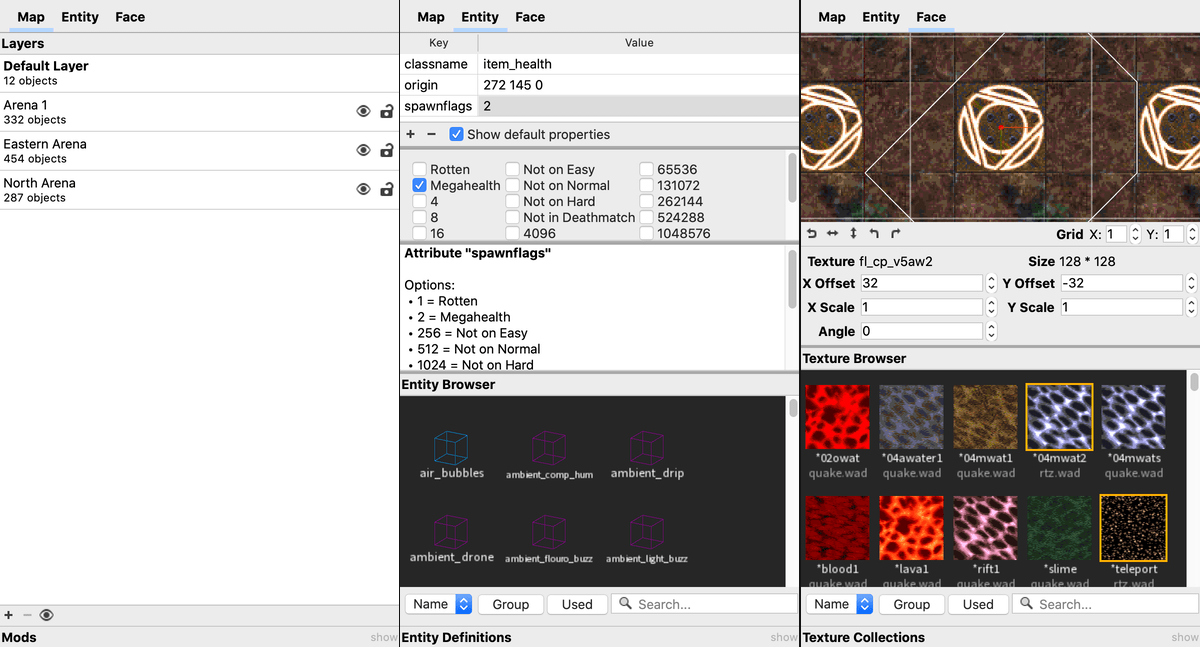 Map Entity Face
Layers
Default Layer
12 objects
Arena 1
332 objects
Eastern Arena
454 objects
North Arena
287 objects
Mods show
Map Entity Face
Key Value
classname item_health
origin 272 145 0
spawnflags 2
Show default properties
Rotten Not on Easy 65536
Megahealth Not on Normal 131072
4 Not on Hard 262144
8 Not in Deathmatch 524288
16 4096 1048576
Attribute "spawnflags"
Options:
• 1 = Rotten
• 2 = Megahealth
• 256 = Not on Easy
• 512 = Not on Normal
• 1024 = Not on Hard
Entity Browser
air_bubbles ambient_comp_hum ambient_drip
ambient_drone ambient_flouro_buzz ambient_light_buzz
Name Group Used Search...
Entity Definitions show
Map Entity Face
Grid X: 1 Y: 1
Texture fl_cp_v5aw2 Size 128 * 128
X Offset 32 Y Offset -32
X Scale 1 Y Scale 1
Angle 0
Texture Browser
*02owat *04awater1 *04mwat1 *04mwat2 *04mwats
quake.wad quake.wad quake.wad rtz.wad quake.wad
*blood1 *lava1 *rift1 *slime *teleport
quake.wad quake.wad quake.wad quake.wad rtz.wad
Name Group Used Search...
Texture Collections show